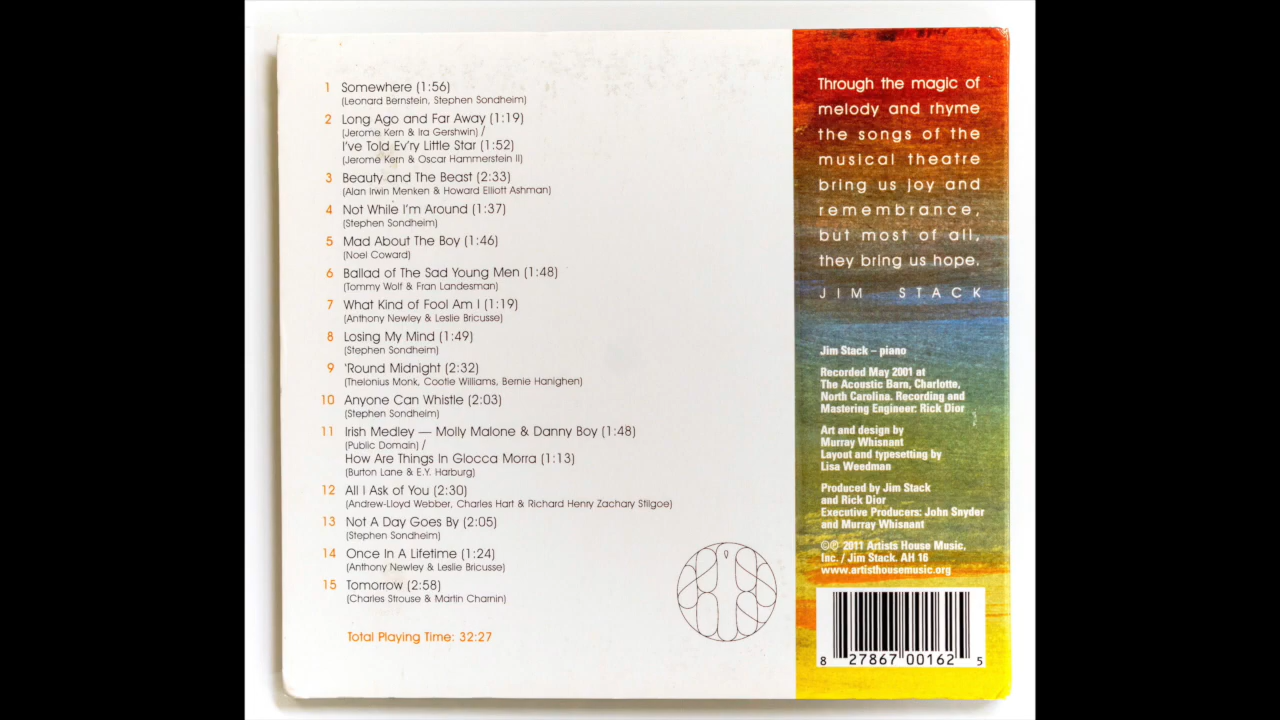 1 Somewhere (1:56)
(Leonard Bernstein, Stephen Sondheim)
2 Long Ago and Far Away (1:19)
(Jerome Kern & Ira Gershwin) /
I've Told Ev'ry Little Star (1:52)
(Jerome Kern & Oscar Hammerstein II)
3 Beauty and The Beast (2:33)
(Alan Irwin Menken & Howard Elliott Ashman)
4 Not While I'm Around (1:37)
(Stephen Sondheim)
5 Mad About The Boy (1:46)
(Noel Coward)
6 Ballad of The Sad Young Men (1:48)
(Tommy Wolf & Fran Landesman)
7 What Kind of Fool Am I (1:19)
(Anthony Newley & Leslie Bricusse)
8 Losing My Mind (1:49)
(Stephen Sondheim)
9 'Round Midnight (2:32)
(Thelonius Monk, Cootie Williams, Bernie Hanighen)
10 Anyone Can Whistle (2:03)
(Stephen Sondheim)
11 Irish Medley — Molly Malone & Danny Boy (1:48)
(Public Domain) /
How Are Things In Glocca Morra (1:13)
(Burton Lane & E.Y. Harburg)
12 All I Ask of You (2:30)
(Andrew-Lloyd Webber, Charles Hart & Richard Henry Zachary Stilgoe)
13 Not A Day Goes By (2:05)
(Stephen Sondheim)
14 Once In A Lifetime (1:24)
(Anthony Newley & Leslie Bricusse)
15 Tomorrow (2:58)
(Charles Strouse & Martin Charnin)
Total Playing Time: 32:27
Through the magic of
melody and rhyme
the songs of the
musical theatre
bring us joy and
remembrance,
but most of all,
they bring us hope.
JIM STACK
Jim Stack – piano
Recorded May 2001 at
The Acoustic Barn, Charlotte,
North Carolina. Recording and
Mastering Engineer: Rick Dior
Art and design by
Murray Whisnant
Layout and typesetting by
Lisa Weedman
Produced by Jim Stack
and Rick Dior
Executive Producers: John Snyder
and Murray Whisnant
©℗ 2011 Artists House Music,
Inc. / Jim Stack. AH 16
www.artisthousemusic.org
8 27867 00162 5